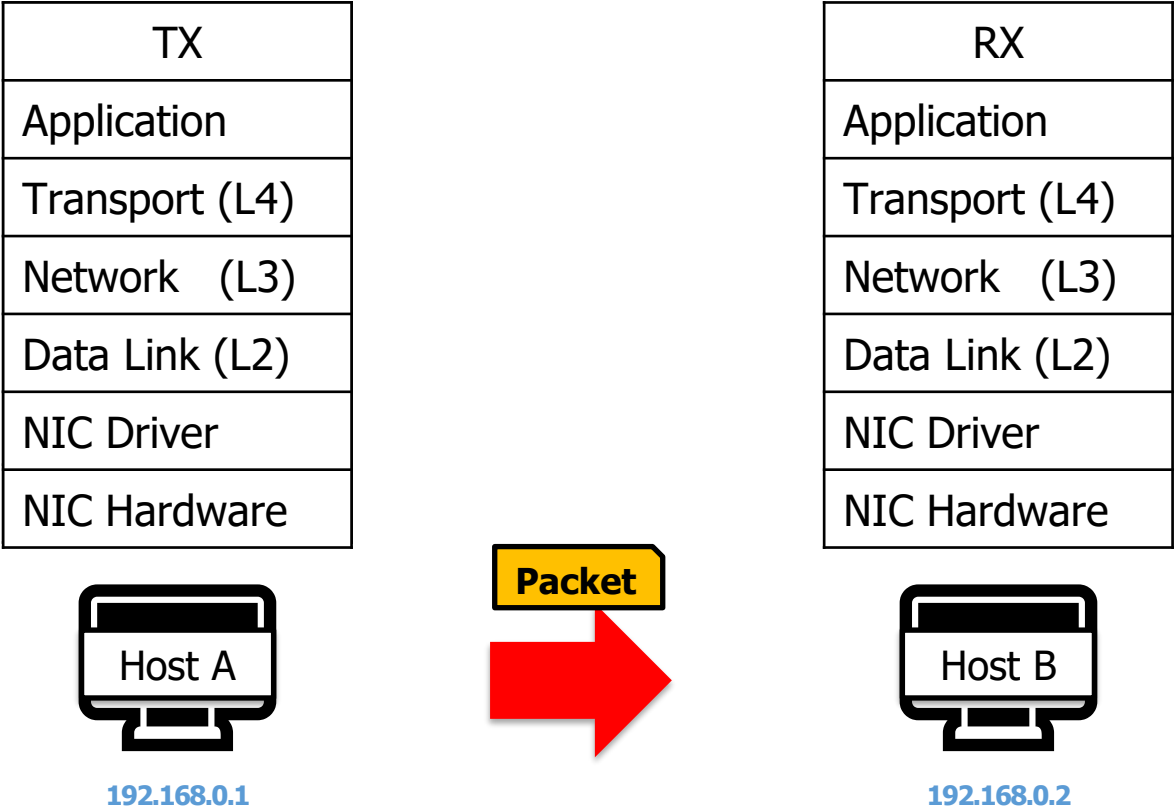 TX
Application
Transport (L4)
Network (L3)
Data Link (L2)
NIC Driver
NIC Hardware
Host A
192.168.0.1
Packet
RX
Application
Transport (L4)
Network (L3)
Data Link (L2)
NIC Driver
NIC Hardware
Host B
192.168.0.2